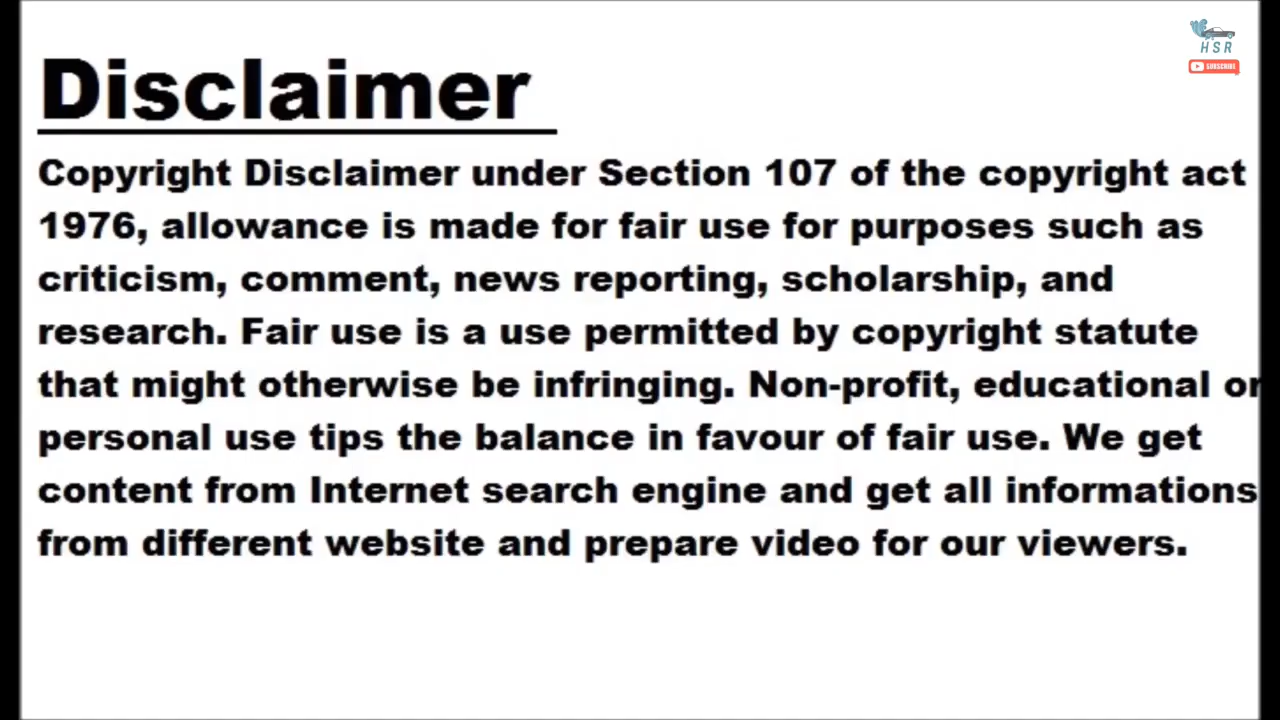 HSR
SUBSCRIBE
Disclaimer
Copyright Disclaimer under Section 107 of the copyright act
1976, allowance is made for fair use for purposes such as
criticism, comment, news reporting, scholarship, and
research. Fair use is a use permitted by copyright statute
that might otherwise be infringing. Non-profit, educational or
personal use tips the balance in favour of fair use. We get
content from Internet search engine and get all informations
from different website and prepare video for our viewers.